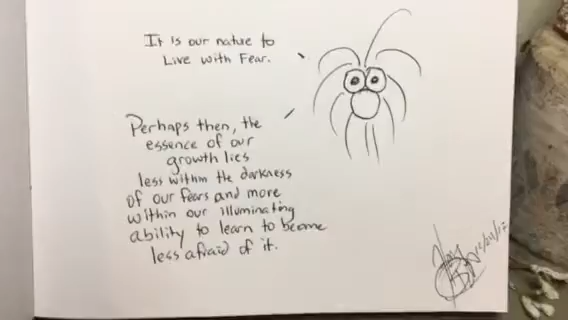 It is our nature to
Live with Fear.
Perhaps then, the
essence of our
growth lies
less within the darkness
of our fears and more
within our illuminating
ability to learn to become
less afraid of it.